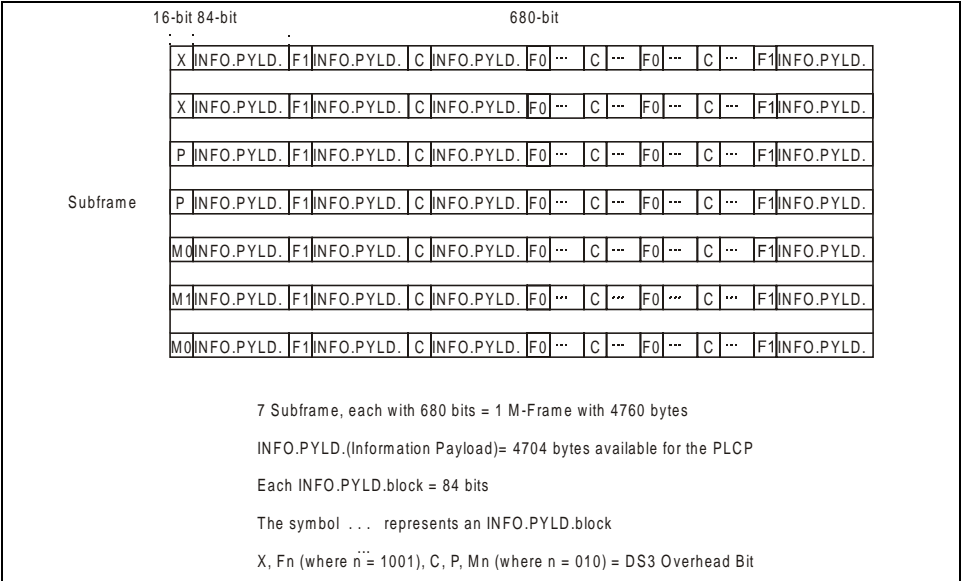 16-bit 84-bit 680-bit
X INFO.PYLD. F1 INFO.PYLD. C INFO.PYLD. F0 ... C ... F0 ... C ... F1 INFO.PYLD.
X INFO.PYLD. F1 INFO.PYLD. C INFO.PYLD. F0 ... C ... F0 ... C ... F1 INFO.PYLD.
P INFO.PYLD. F1 INFO.PYLD. C INFO.PYLD. F0 ... C ... F0 ... C ... F1 INFO.PYLD.
Subframe P INFO.PYLD. F1 INFO.PYLD. C INFO.PYLD. F0 ... C ... F0 ... C ... F1 INFO.PYLD.
M0 INFO.PYLD. F1 INFO.PYLD. C INFO.PYLD. F0 ... C ... F0 ... C ... F1 INFO.PYLD.
M1 INFO.PYLD. F1 INFO.PYLD. C INFO.PYLD. F0 ... C ... F0 ... C ... F1 INFO.PYLD.
M0 INFO.PYLD. F1 INFO.PYLD. C INFO.PYLD. F0 ... C ... F0 ... C ... F1 INFO.PYLD.
7 Subframe, each with 680 bits = 1 M-Frame with 4760 bytes
INFO.PYLD.(Information Payload)= 4704 bytes available for the PLCP
Each INFO.PYLD.block = 84 bits
The symbol . . . represents an INFO.PYLD.block
X, Fn (where n = 1001), C, P, Mn (where n = 010) = DS3 Overhead Bit